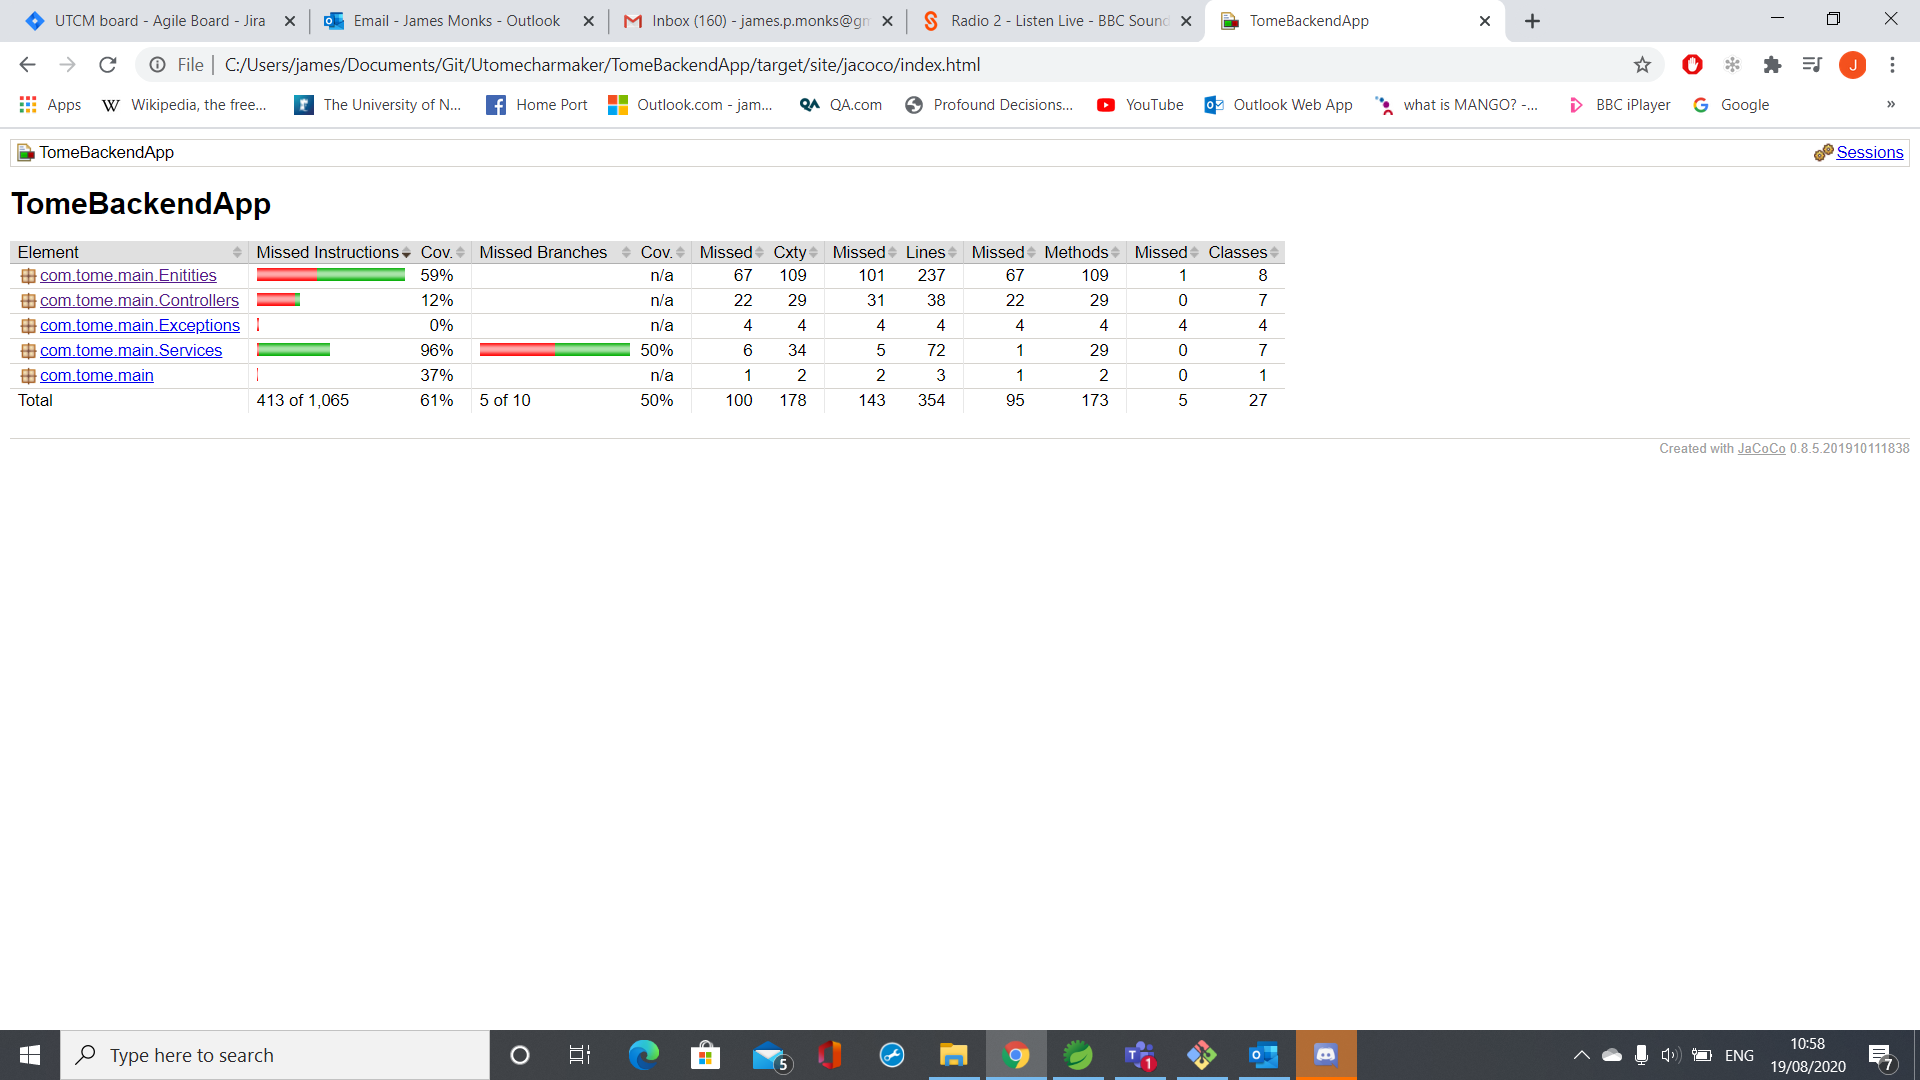 UTCM board - Agile Board - Jira
Email - James Monks - Outlook
Inbox (160) - james.p.monks@gm
Radio 2 - Listen Live - BBC Sound
TomeBackendApp
File | C:/Users/james/Documents/Git/Utomecharmaker/TomeBackendApp/target/site/jacoco/index.html
J
Apps
Wikipedia, the free...
The University of N...
Home Port
Outlook.com - jam...
QA.com
Profound Decisions...
YouTube
Outlook Web App
what is MANGO? -...
BBC iPlayer
Google
»
TomeBackendApp
Sessions
TomeBackendApp
Element Missed Instructions Cov. Missed Branches Cov. Missed Cxty Missed Lines Missed Methods Missed Classes
com.tome.main.Enitities 59% n/a 67 109 101 237 67 109 1 8
com.tome.main.Controllers 12% n/a 22 29 31 38 22 29 0 7
com.tome.main.Exceptions 0% n/a 4 4 4 4 4 4 4 4
com.tome.main.Services 96% 50% 6 34 5 72 1 29 0 7
com.tome.main 37% n/a 1 2 2 3 1 2 0 1
Total 413 of 1,065 61% 5 of 10 50% 100 178 143 354 95 173 5 27
Created with JaCoCo 0.8.5.201910111838
Type here to search
5
1
ENG
10:58
19/08/2020
7